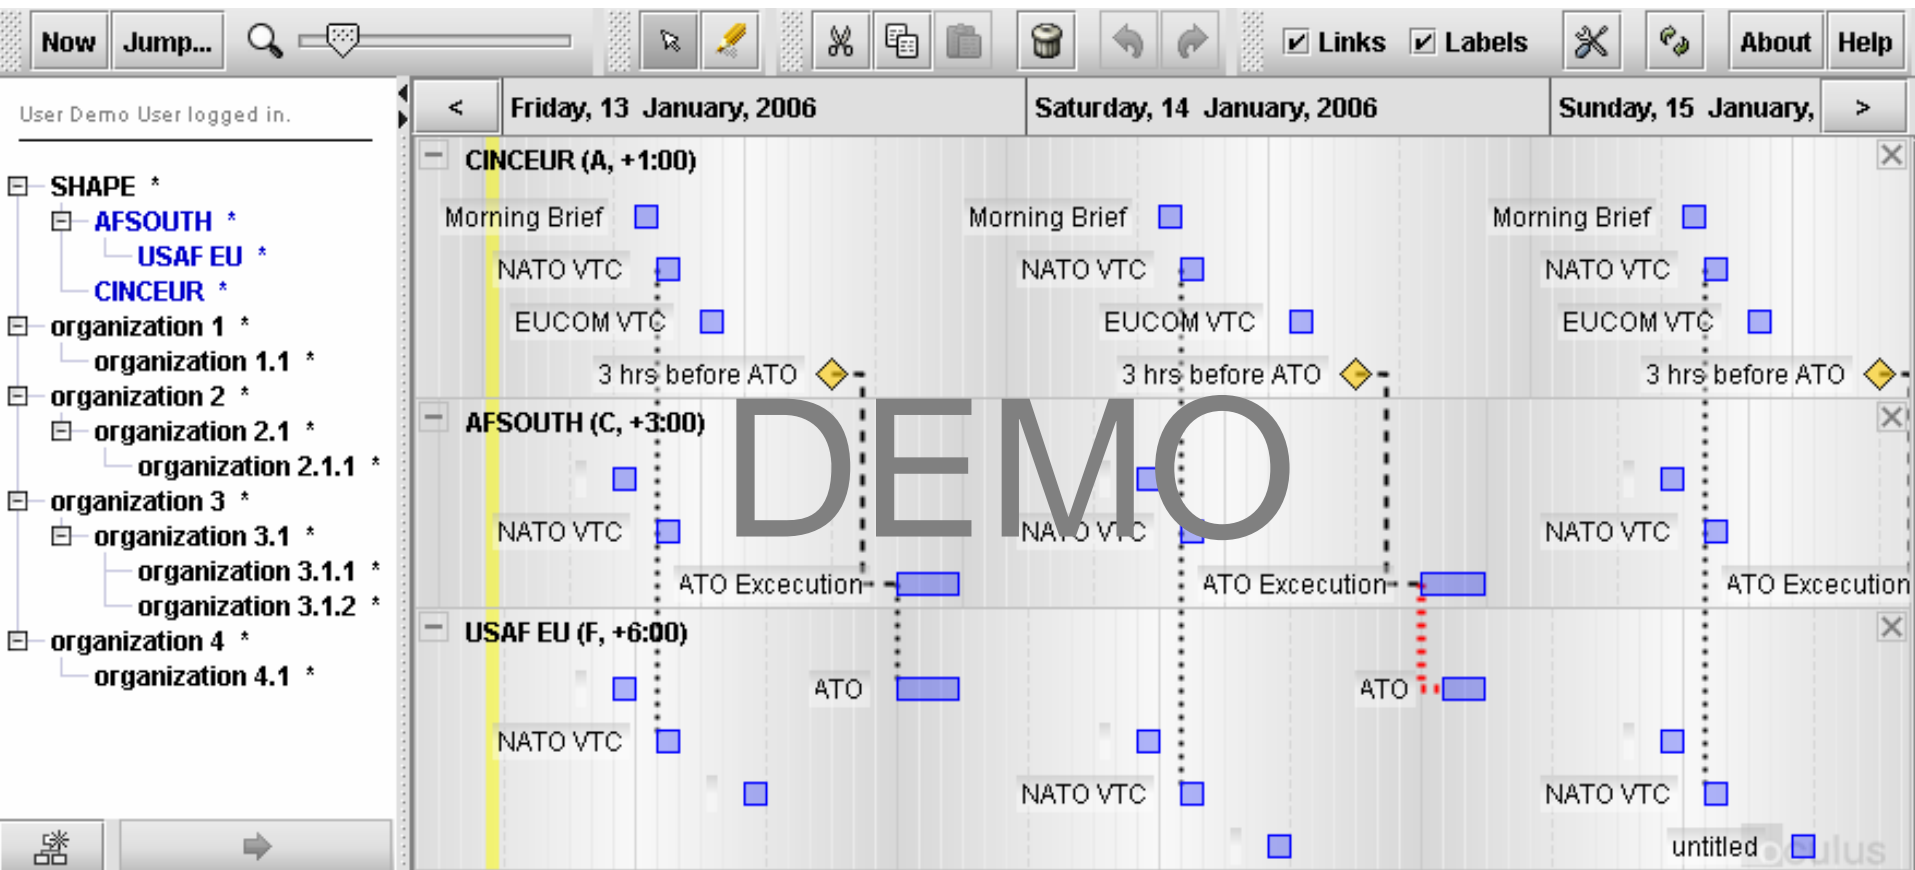 Now Jump... Links Labels About Help
User Demo User logged in.
< Friday, 13 January, 2006 Saturday, 14 January, 2006 Sunday, 15 January, >
SHAPE *
AFSOUTH *
USAF EU *
CINCEUR *
organization 1 *
organization 1.1 *
organization 2 *
organization 2.1 *
organization 2.1.1 *
organization 3 *
organization 3.1 *
organization 3.1.1 *
organization 3.1.2 *
organization 4 *
organization 4.1 *
CINCEUR (A, +1:00)
Morning Brief Morning Brief Morning Brief
NATO VTC NATO VTC NATO VTC
EUCOM VTC EUCOM VTC EUCOM VTC
3 hrs before ATO 3 hrs before ATO 3 hrs before ATO
AFSOUTH (C, +3:00)
DEMO
NATO VTC NATO VTC NATO VTC
ATO Excecution ATO Excecution ATO Excecution
USAF EU (F, +6:00)
ATO ATO
NATO VTC
NATO VTC NATO VTC
untitled
oculus